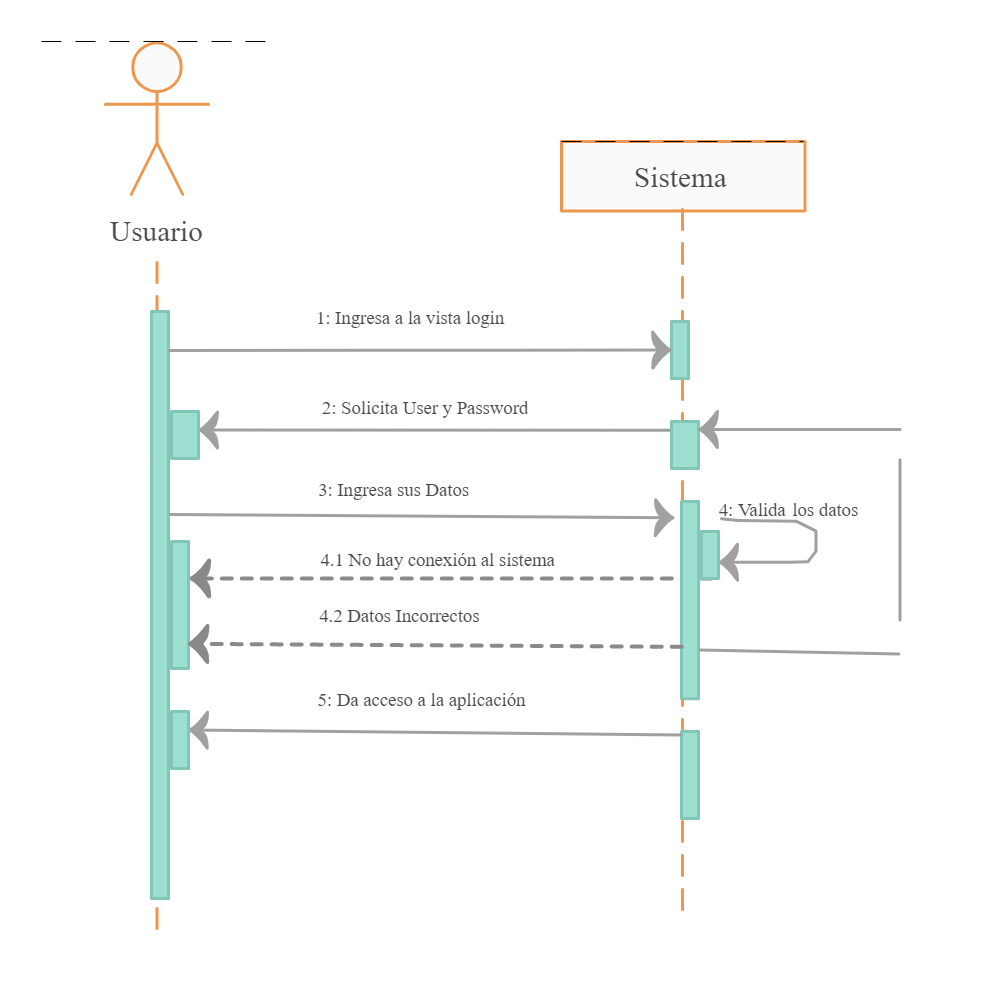 Usuario
Sistema
1: Ingresa a la vista login
2: Solicita User y Password
3: Ingresa sus Datos
4: Valida los datos
4.1 No hay conexión al sistema
4.2 Datos Incorrectos
5: Da acceso a la aplicación